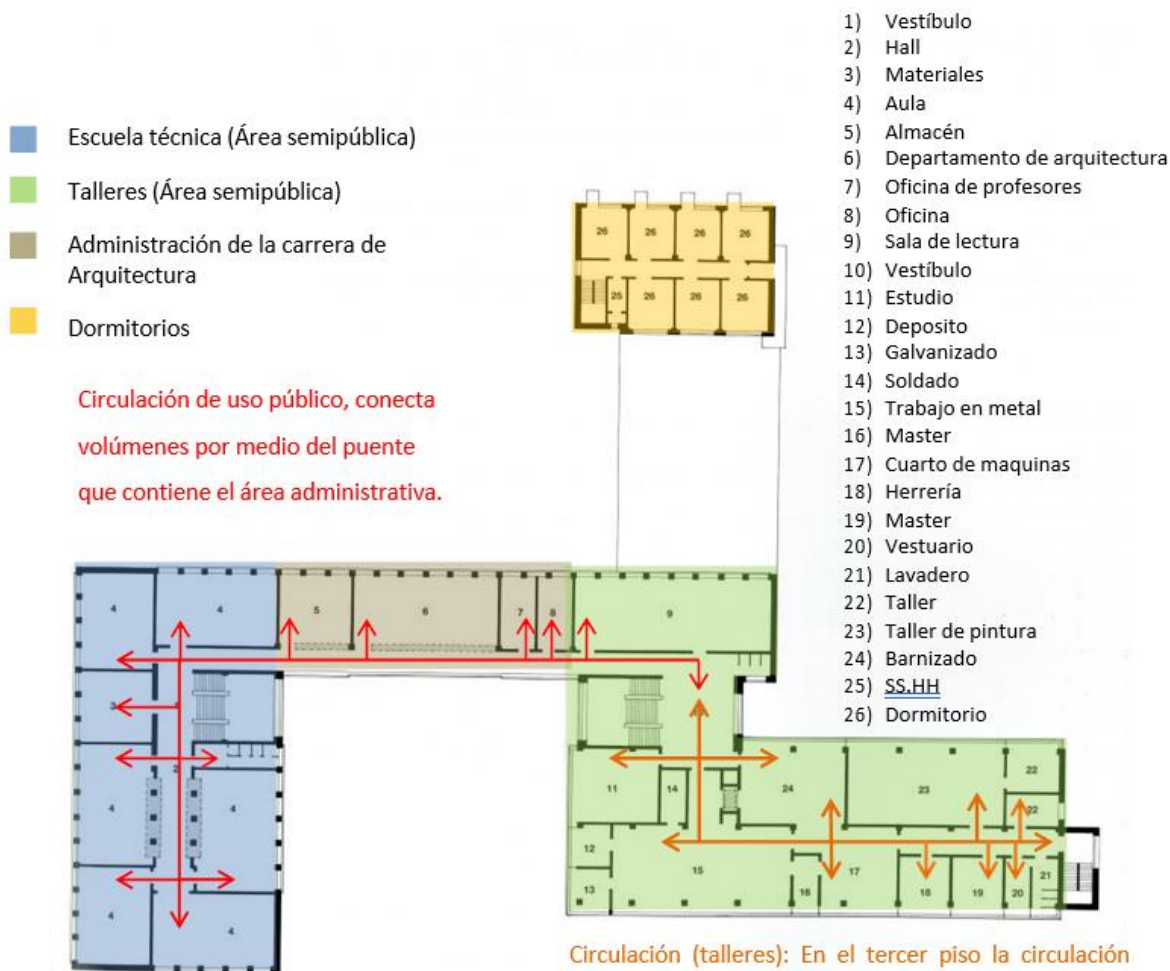 Escuela técnica (Área semipública)
Talleres (Área semipública)
Administración de la carrera de
Arquitectura
Dormitorios
Circulación de uso público, conecta
volúmenes por medio del puente
que contiene el área administrativa.
1) Vestíbulo
2) Hall
3) Materiales
4) Aula
5) Almacén
6) Departamento de arquitectura
7) Oficina de profesores
8) Oficina
9) Sala de lectura
10) Vestíbulo
11) Estudio
12) Deposito
13) Galvanizado
14) Soldado
15) Trabajo en metal
16) Master
17) Cuarto de maquinas
18) Herrería
19) Master
20) Vestuario
21) Lavadero
22) Taller
23) Taller de pintura
24) Barnizado
25) SS.HH
26) Dormitorio
26 26 26 26
25 26 26 26
4 4 5 6 7 8 9
3
2
22
11 14 24 23
4 4 22
12
15 17
13 16 18 19 20 21
4 4
Circulación (talleres): En el tercer piso la circulación